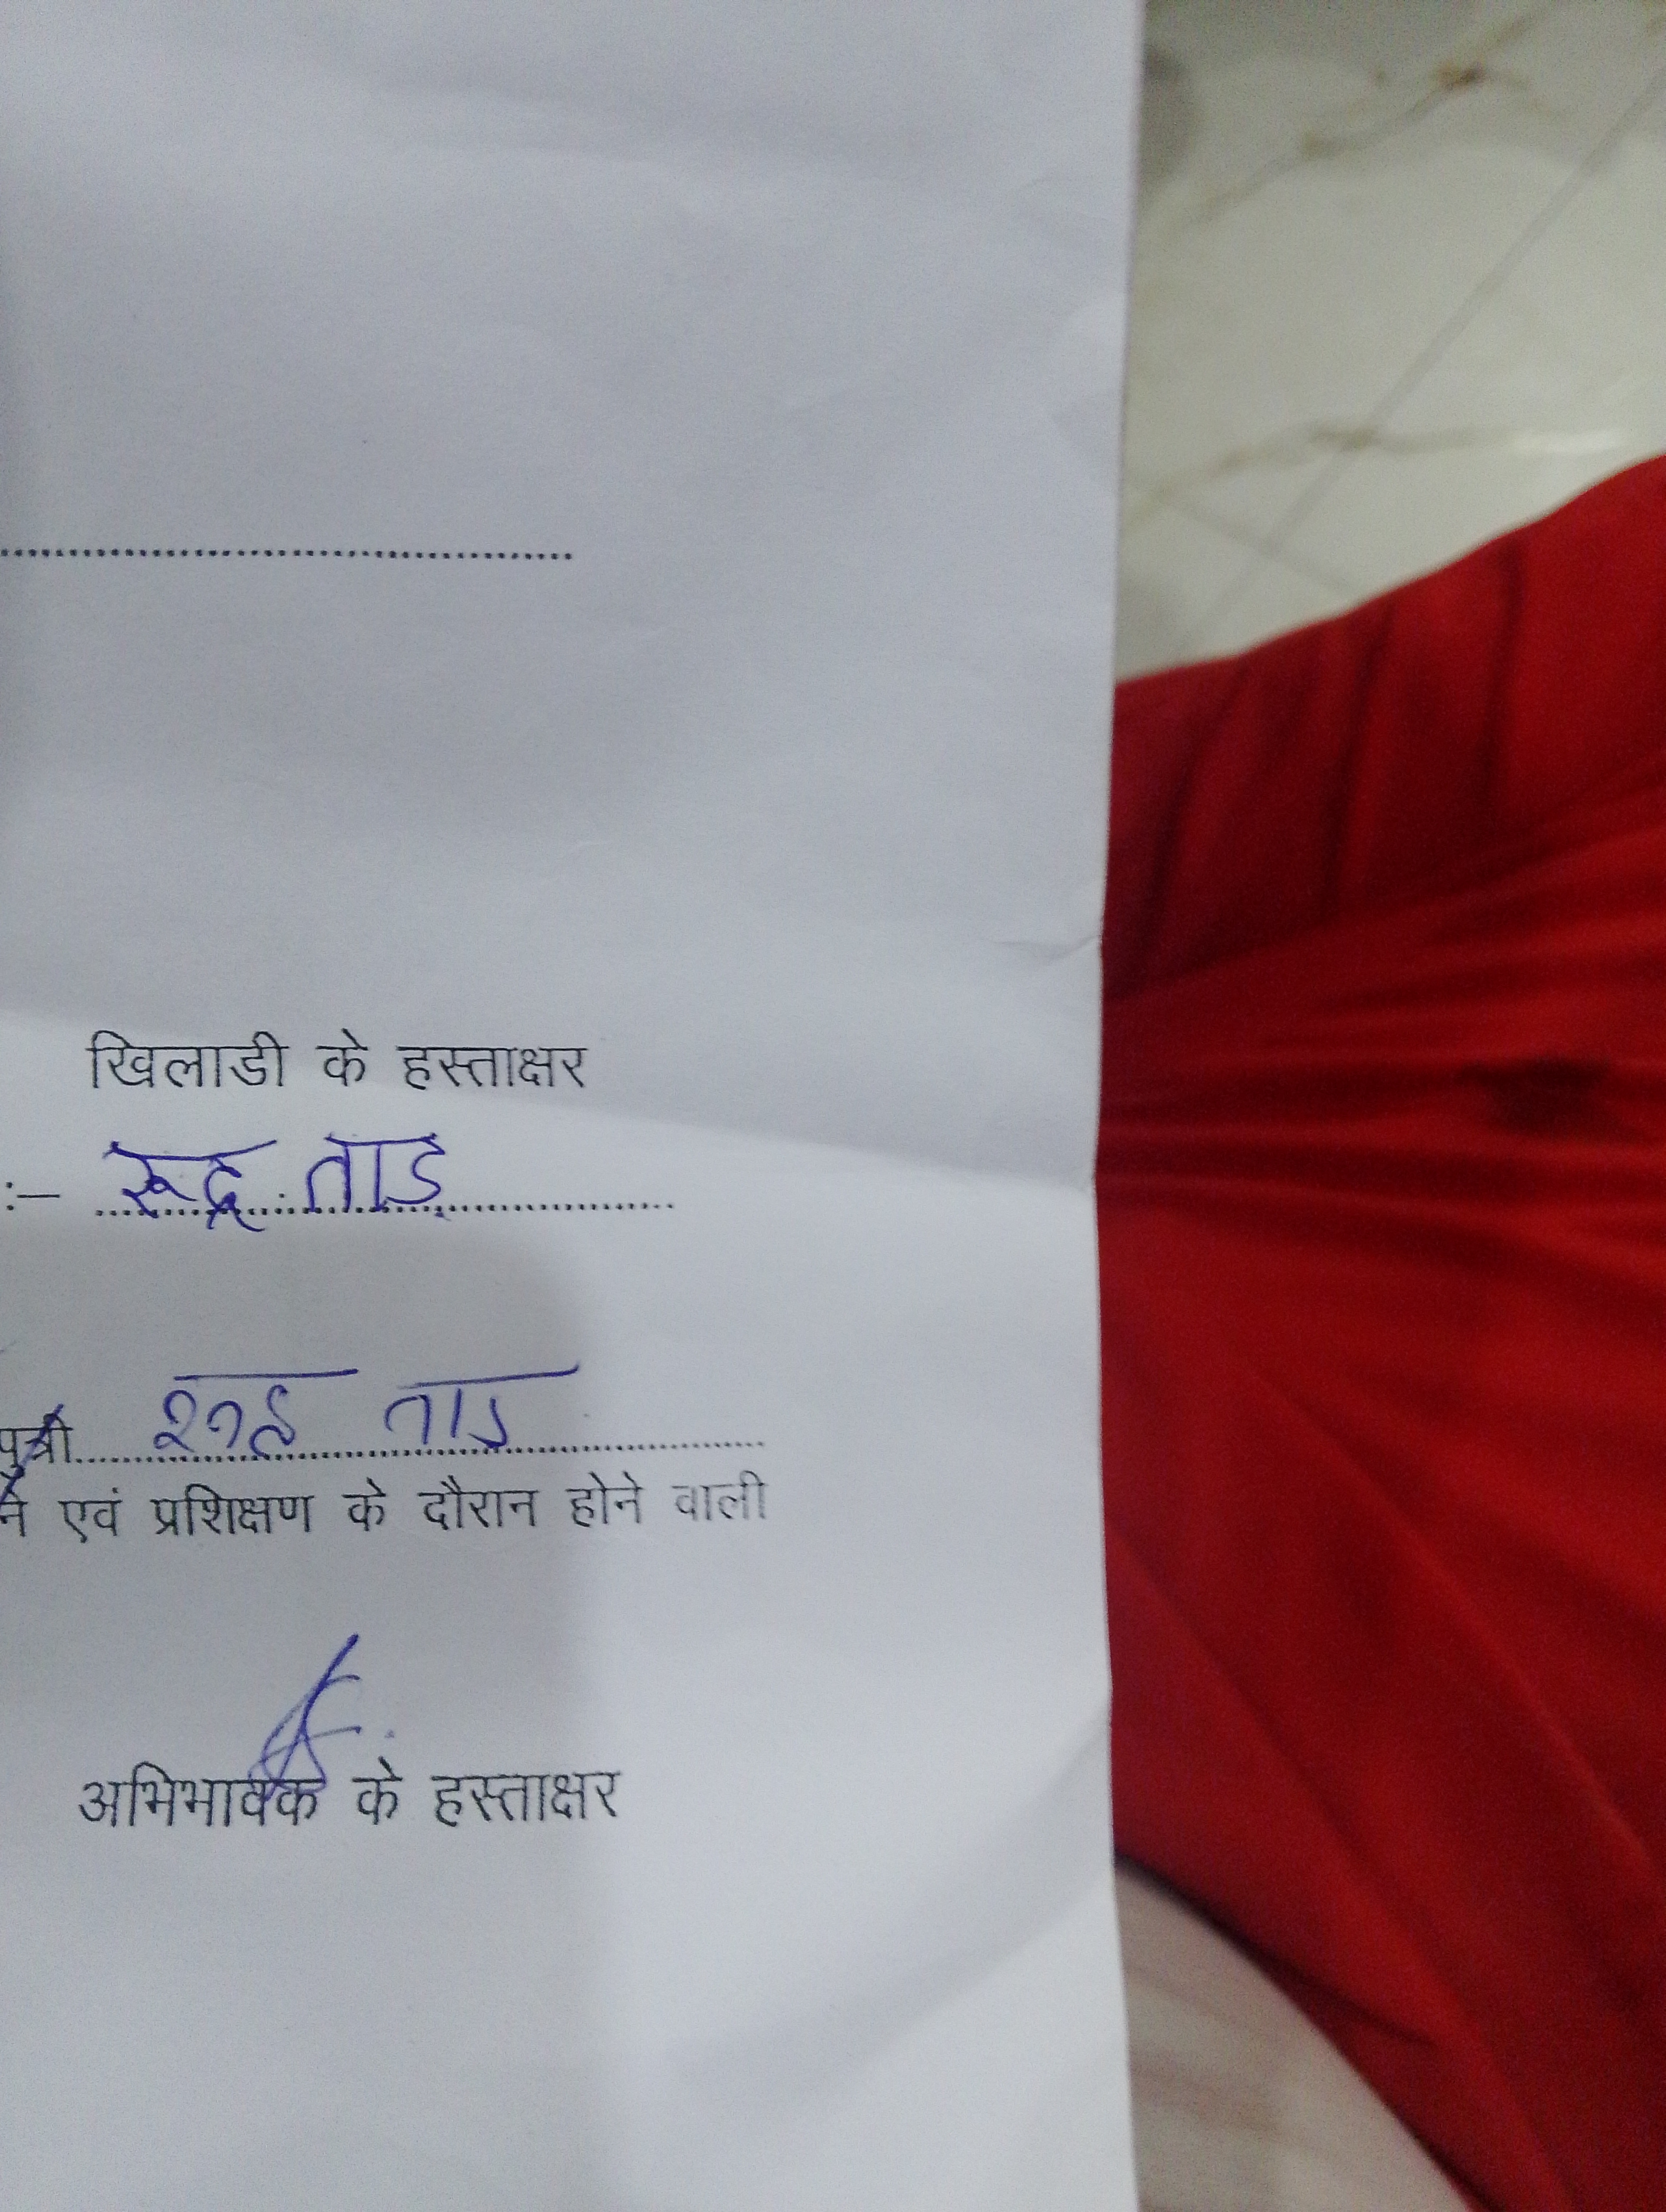 खिलाडी के हस्ताक्षर
:– रूद्र ताड
पुत्री रूद्र ताड
ने एवं प्रशिक्षण के दौरान होने वाली
अभिभावक के हस्ताक्षर